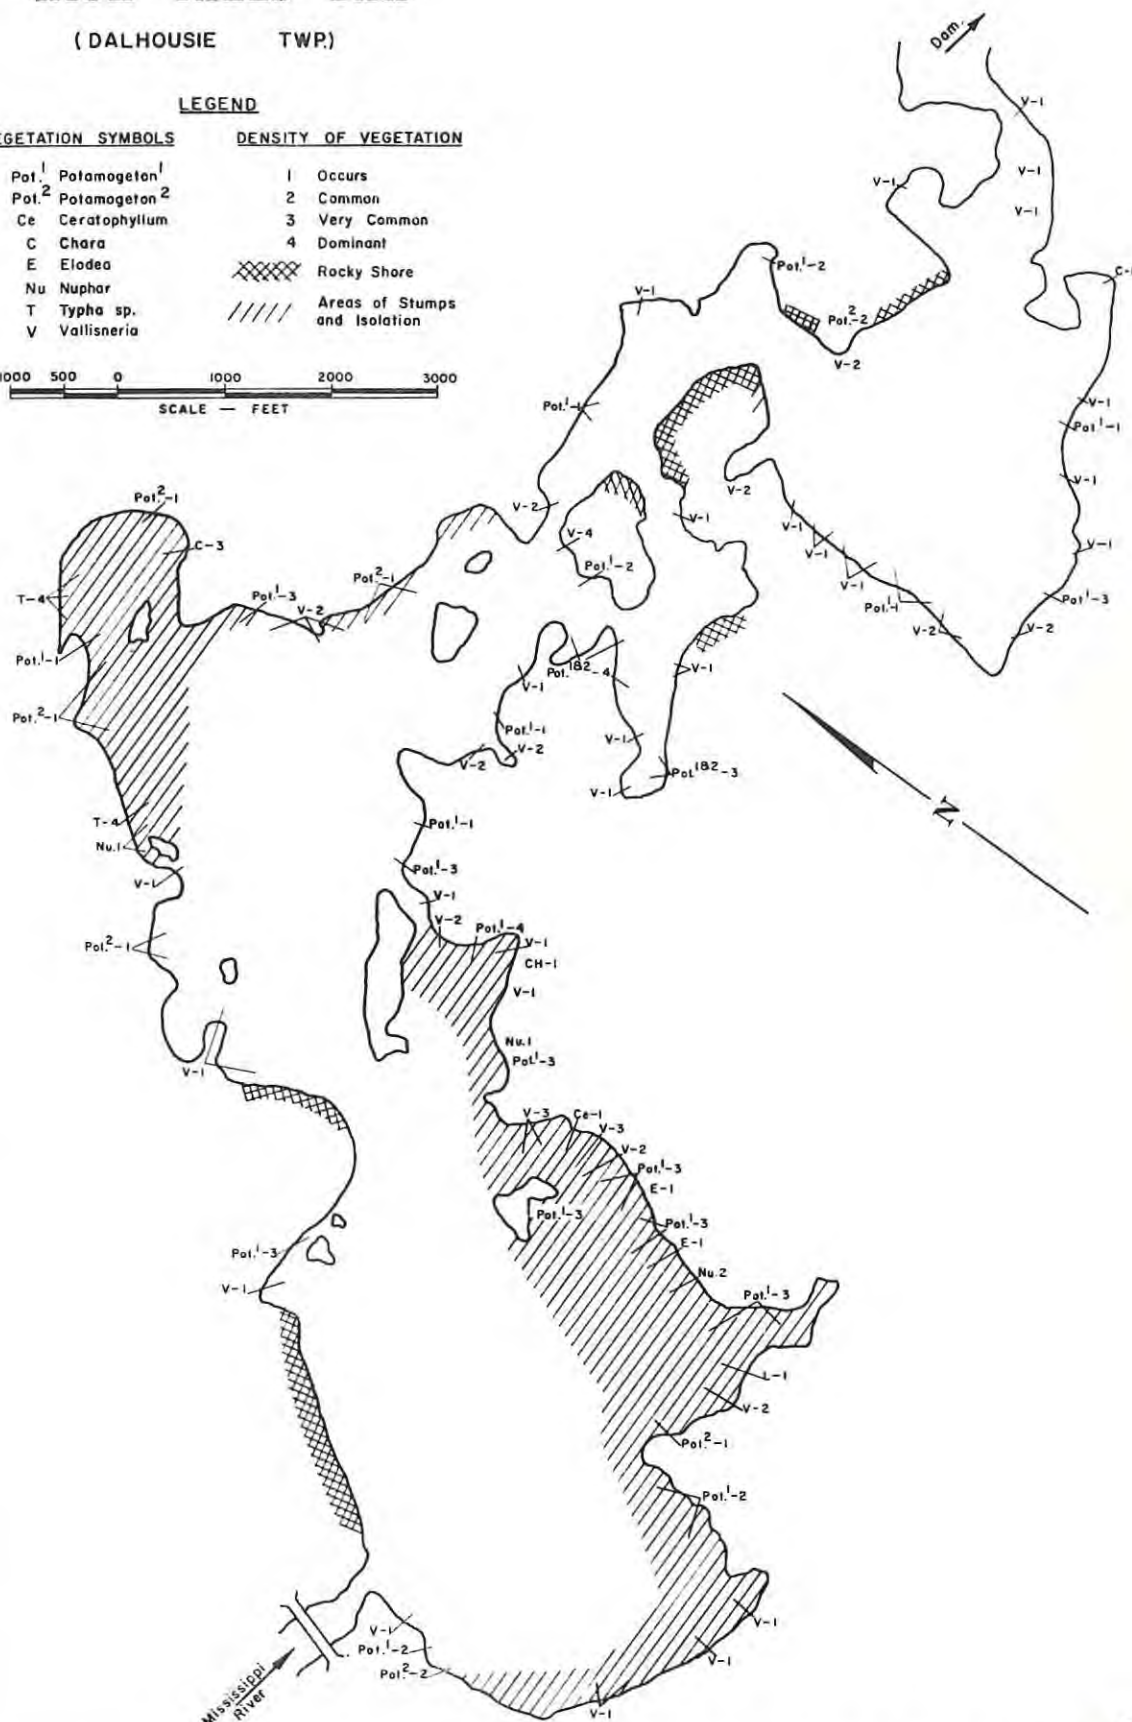 (DALHOUSIE TWP.)
LEGEND
EGETATION SYMBOLS
Pot.1 Potamogeton1
Pot.2 Potamogeton2
Ce Ceratophyllum
C Chara
E Elodea
Nu Nuphar
T Typha sp.
V Vallisneria
DENSITY OF VEGETATION
1 Occurs
2 Common
3 Very Common
4 Dominant
Rocky Shore
Areas of Stumps
and Isolation
1000 500 0 1000 2000 3000
SCALE — FEET
Dam.
V-1
V-1
V-1
V-1
C-1
Pot.1-2
V-1
Pot.2-2
V-2
Pot.1-1
V-1
Pot.1-1
V-1
V-2
V-2
V-1
V-1
V-1
V-1
V-1
Pot.1-1
Pot.1-3
V-2
V-2
V-4
Pot.1-2
Pot.2-1
C-3
T-4
Pot.1-3
V-2
Pot.2-1
Pot.1-1
Pot.2-1
Pot.1&2-4
V-1
V-1
Pot.1-1
V-2
V-2
V-1
V-1
Pot.1&2-3
N
T-4
Nu.1
V-1
Pot.2-1
V-1
Pot.1-1
Pot.1-3
V-1
V-2
Pot.1-4
V-1
CH-1
V-1
Nu.1
Pot.1-3
V-3
Ce-1
V-3
V-2
Pot.1-3
E-1
Pot.1-3
Pot.1-3
E-1
Nu.2
Pot.1-3
Pot.1-3
V-1
L-1
V-2
Pot.2-1
Pot.1-2
V-1
V-1
V-1
V-1
Pot.1-2
Pot.2-2
Mississippi
River